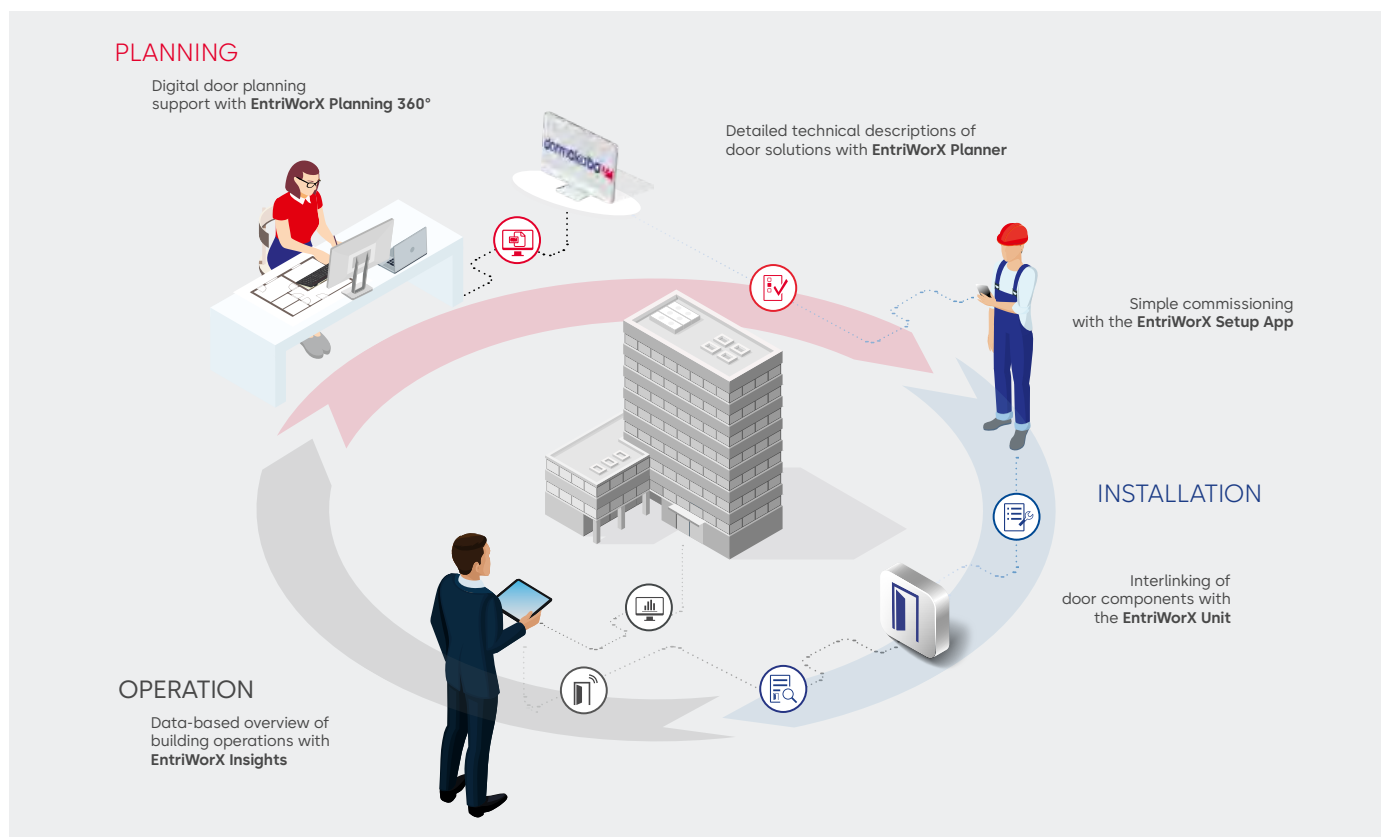 PLANNING
Digital door planning
support with EntriWorX Planning 360°
dormakaba
Detailed technical descriptions of
door solutions with EntriWorX Planner
Simple commissioning
with the EntriWorX Setup App
INSTALLATION
Interlinking of
door components with
the EntriWorX Unit
OPERATION
Data-based overview of
building operations with
EntriWorX Insights